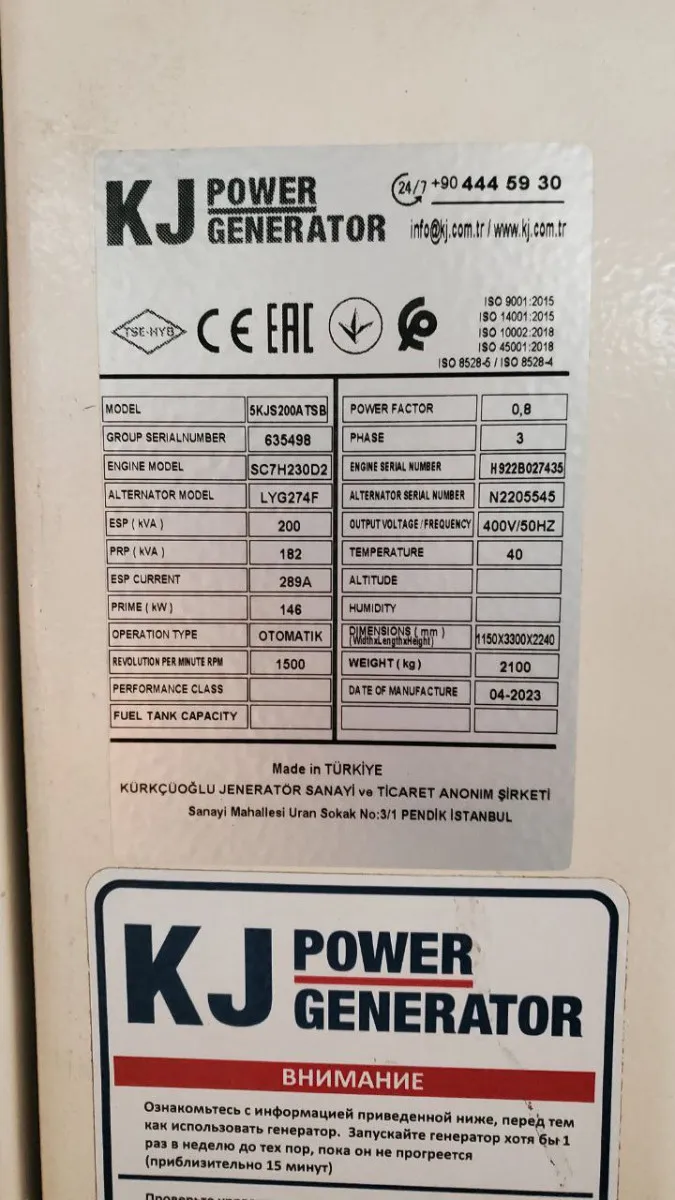 KJ POWER GENERATOR
24/7 +90 444 59 30
info@kj.com.tr / www.kj.com.tr
TSE-HYB CE EAC
ISO 9001:2015
ISO 14001:2015
ISO 10002:2018
ISO 45001:2018
ISO 8528-5 / ISO 8528-4
MODEL 5KJS200ATSB POWER FACTOR 0,8
GROUP SERIALNUMBER 635498 PHASE 3
ENGINE MODEL SC7H230D2 ENGINE SERIAL NUMBER H922B027435
ALTERNATOR MODEL LYG274F ALTERNATOR SERIAL NUMBER N2205545
ESP ( kVA ) 200 OUTPUT VOLTAGE / FREQUENCY 400V/50HZ
PRP ( kVA ) 182 TEMPERATURE 40
ESP CURRENT 289A ALTITUDE
PRIME ( kW ) 146 HUMIDITY
OPERATION TYPE OTOMATIK DIMENSIONS ( mm ) (WidthxLengthxHeight) 1150X3300X2240
REVOLUTION PER MINUTE RPM 1500 WEIGHT ( kg ) 2100
PERFORMANCE CLASS DATE OF MANUFACTURE 04-2023
FUEL TANK CAPACITY
Made in TÜRKİYE
KÜRKÇÜOĞLU JENERATÖR SANAYİ ve TİCARET ANONİM ŞİRKETİ
Sanayi Mahallesi Uran Sokak No:3/1 PENDİK İSTANBUL
KJ POWER GENERATOR
ВНИМАНИЕ
Ознакомьтесь с информацией приведенной ниже, перед тем
как использовать генератор. Запускайте генератор хотя бы 1
раз в неделю до тех пор, пока он не прогреется
(приблизительно 15 минут)